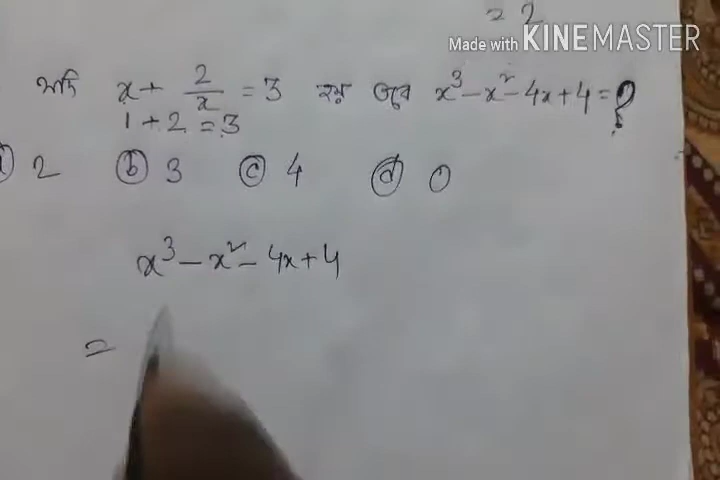 = 2
Made with KINEMASTER
যদি x + 2/x = 3 হয় তবে x³ - x² - 4x + 4 = ?
1 + 2 = 3
2 ⓑ 3 ⓒ 4 ⓓ 0
x³ - x² - 4x + 4
=